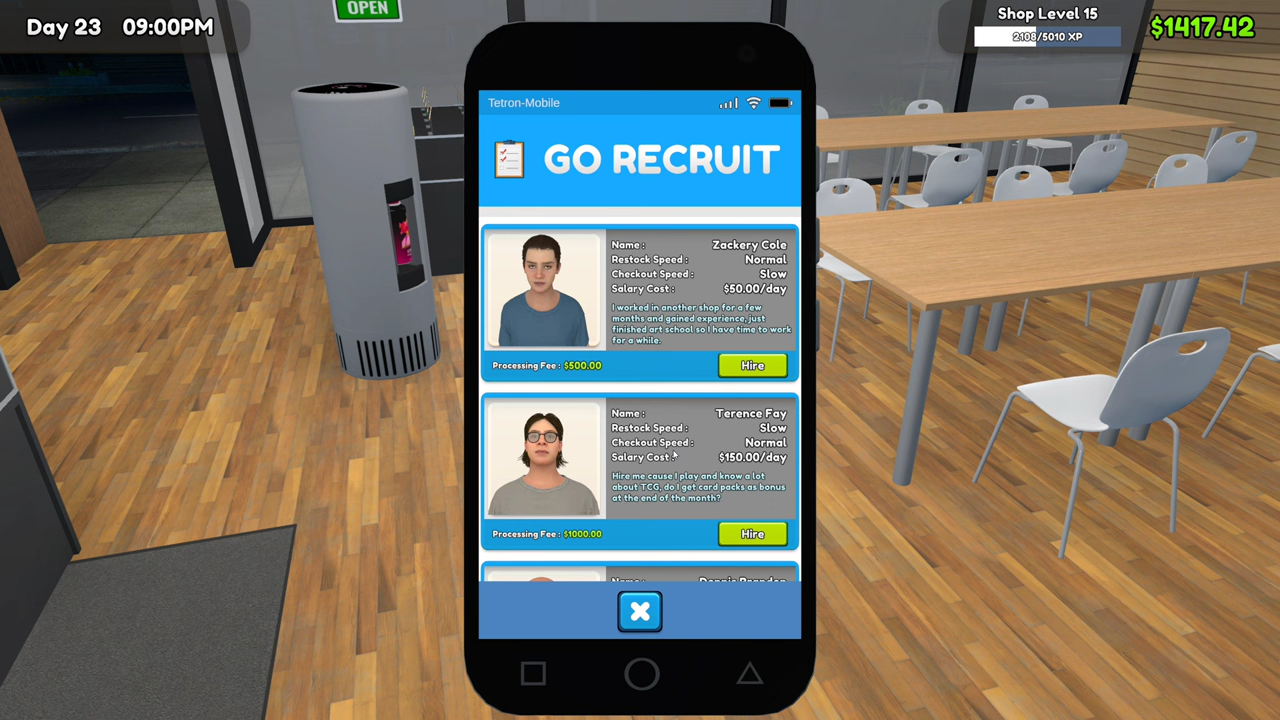 OPEN
Day 23 09:00PM
Shop Level 15
2108/5010 XP
$1417.42
Tetron-Mobile
GO RECRUIT
Name : Zackery Cole
Restock Speed : Normal
Checkout Speed : Slow
Salary Cost : $50.00/day
I worked in another shop for a few
months and gained experience, just
finished art school so I have time to work
for a while.
Processing Fee : $500.00
Hire
Name : Terence Fay
Restock Speed : Slow
Checkout Speed : Normal
Salary Cost : $150.00/day
Hire me cause I play and know a lot
about TCG, do I get card packs as bonus
at the end of the month?
Processing Fee : $1000.00
Hire
Name :